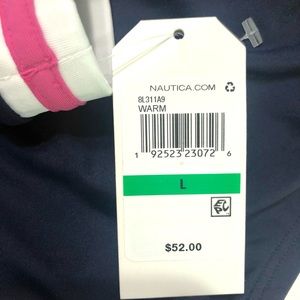 NAUTICA.COM
8L311A9
WARM
1 92523 23072 6
L
$52.00